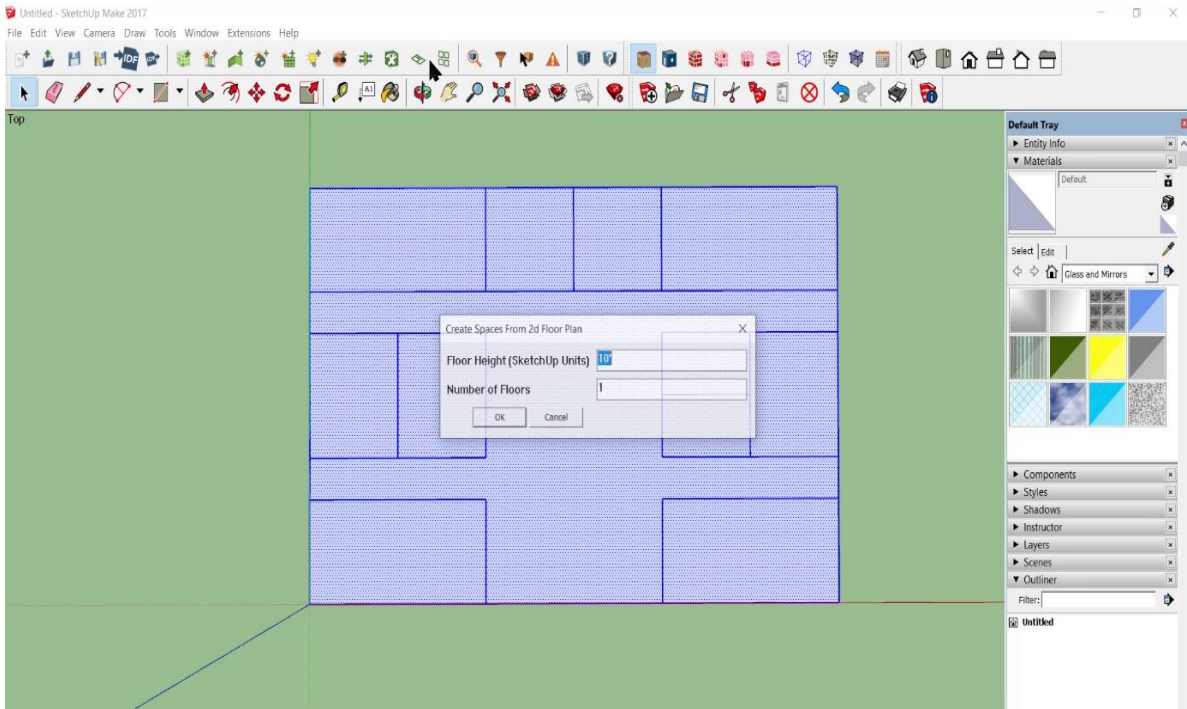 Untitled - SketchUp Make 2017
File Edit View Camera Draw Tools Window Extensions Help
IDF
A1
Top
Default Tray
Entity Info
Materials
Default
Select Edit
Glass and Mirrors
Create Spaces From 2d Floor Plan
Floor Height (SketchUp Units) 10'
Number of Floors 1
OK Cancel
Components
Styles
Shadows
Instructor
Layers
Scenes
Outliner
Filter:
Untitled